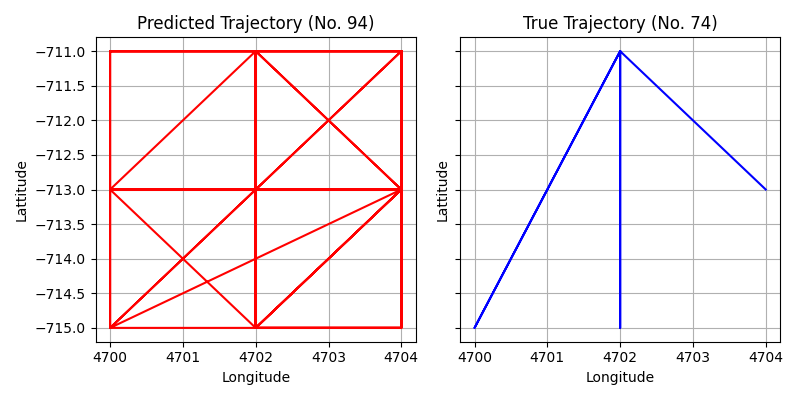 Predicted Trajectory (No. 94)
−711.0
−711.5
−712.0
−712.5
−713.0
−713.5
−714.0
−714.5
−715.0
Lattitude
4700 4701 4702 4703 4704
Longitude
True Trajectory (No. 74)
Lattitude
4700 4701 4702 4703 4704
Longitude